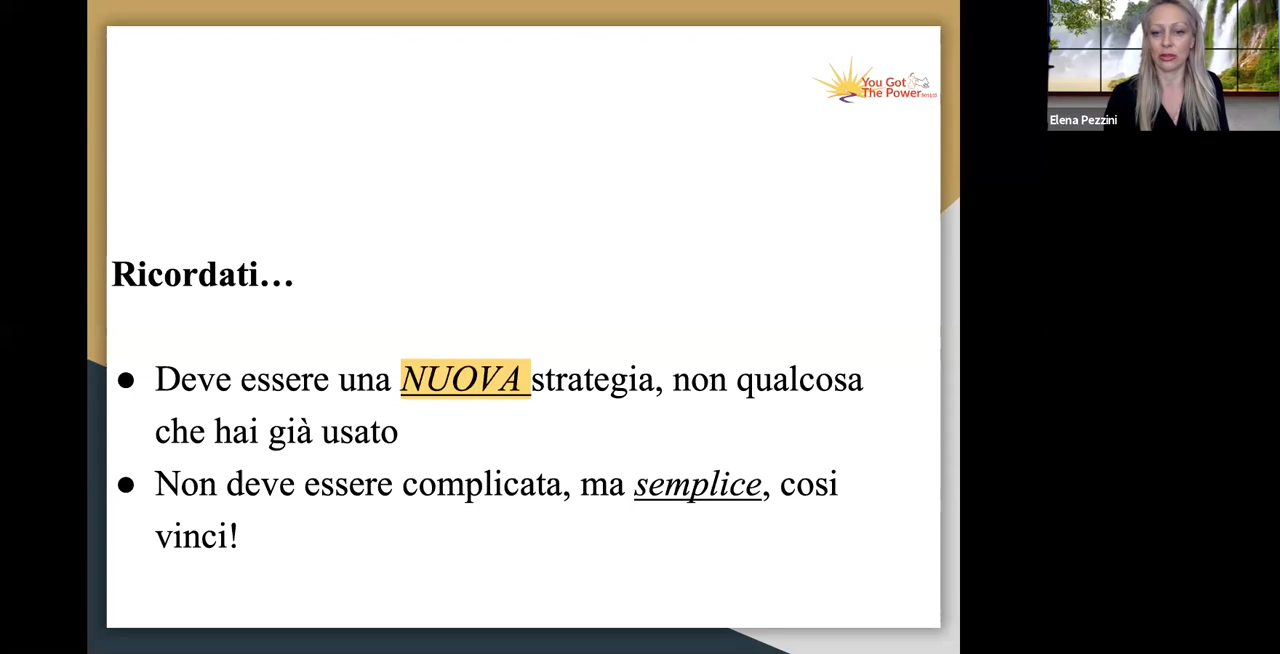 You Got
The Power
Elena Pezzini
Ricordati…
● Deve essere una NUOVA strategia, non qualcosa
che hai già usato
● Non deve essere complicata, ma semplice, cosi
vinci!